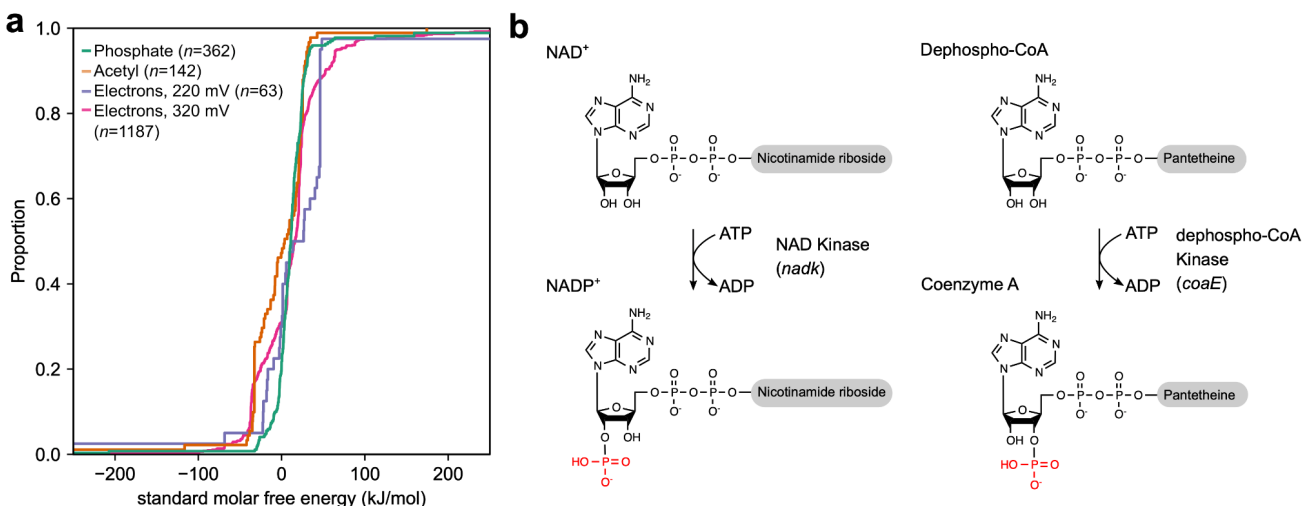 a
1.0
0.8
0.6
0.4
0.2
0.0
Proportion
Phosphate (n=362)
Acetyl (n=142)
Electrons, 220 mV (n=63)
Electrons, 320 mV
(n=1187)
−200
−100
0
100
200
standard molar free energy (kJ/mol)
b
NAD⁺
NH₂
N
N
N
N
O
O
O
P
O
P
O
Nicotinamide riboside
O⁻
O⁻
O
OH
OH
ATP
ADP
NAD Kinase
(nadk)
NADP⁺
NH₂
N
N
N
N
O
O
O
P
O
P
O
Nicotinamide riboside
O⁻
O⁻
O
O
OH
HO
P
O
O⁻
Dephospho-CoA
NH₂
N
N
N
N
O
O
O
P
O
P
O
Pantetheine
O⁻
O⁻
O
OH
OH
ATP
ADP
dephospho-CoA
Kinase
(coaE)
Coenzyme A
NH₂
N
N
N
N
O
O
O
P
O
P
O
Pantetheine
O⁻
O⁻
O
OH
O
HO
P
O
O⁻